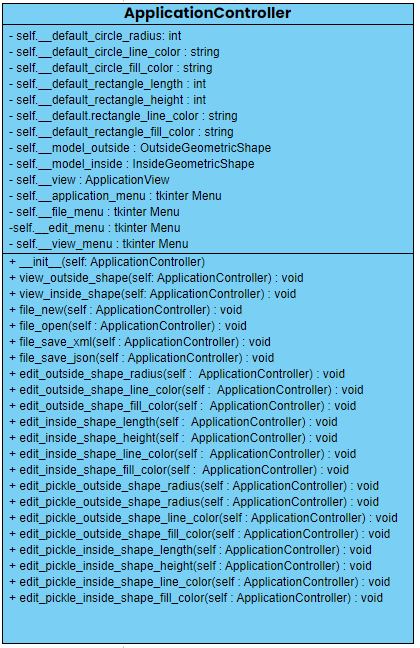 ApplicationController
- self.__default_circle_radius: int
- self.__default_circle_line_color : string
- self.__default_circle_fill_color : string
- self.__default_rectangle_length : int
- self.__default_rectangle_height : int
- self.__default.rectangle_line_color : string
- self.__default_rectangle_fill_color : string
- self.__model_outside : OutsideGeometricShape
- self.__model_inside : InsideGeometricShape
- self.__view : ApplicationView
- self.__application_menu : tkinter Menu
- self.__file_menu : tkinter Menu
-self.__edit_menu : tkinter Menu
- self.__view_menu : tkinter Menu
+ __init__(self: ApplicationController)
+ view_outside_shape(self: ApplicationController) : void
+ view_inside_shape(self: ApplicationController) : void
+ file_new(self : ApplicationController) : void
+ file_open(self : ApplicationController) : void
+ file_save_xml(self : ApplicationController) : void
+ file_save_json(self : ApplicationController) : void
+ edit_outside_shape_radius(self : ApplicationController) : void
+ edit_outside_shape_line_color(self : ApplicationController) : void
+ edit_outside_shape_fill_color(self : ApplicationController) : void
+ edit_inside_shape_length(self : ApplicationController) : void
+ edit_inside_shape_height(self : ApplicationController) : void
+ edit_inside_shape_line_color(self : ApplicationController) : void
+ edit_inside_shape_fill_color(self : ApplicationController) : void
+ edit_pickle_outside_shape_radius(self : ApplicationController) : void
+ edit_pickle_outside_shape_radius(self : ApplicationController) : void
+ edit_pickle_outside_shape_line_color(self : ApplicationController) : void
+ edit_pickle_outside_shape_fill_color(self : ApplicationController) : void
+ edit_pickle_inside_shape_length(self : ApplicationController) : void
+ edit_pickle_inside_shape_height(self : ApplicationController) : void
+ edit_pickle_inside_shape_line_color(self : ApplicationController) : void
+ edit_pickle_inside_shape_fill_color(self : ApplicationController) : void